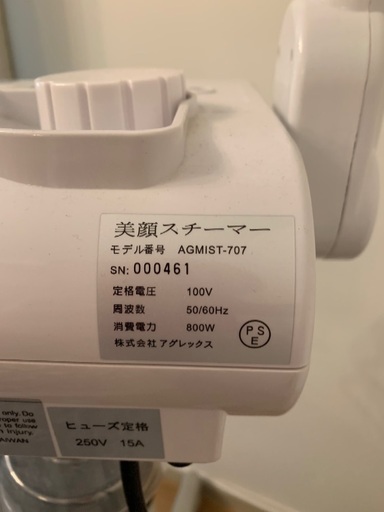 美顔スチーマー
モデル番号 AGMIST-707
SN: 000461
定格電圧 100V
周波数 50/60Hz
消費電力 800W
株式会社 アグレックス
PSE
only. Do
use
to follow
injury.
ヒューズ定格
250V 15A